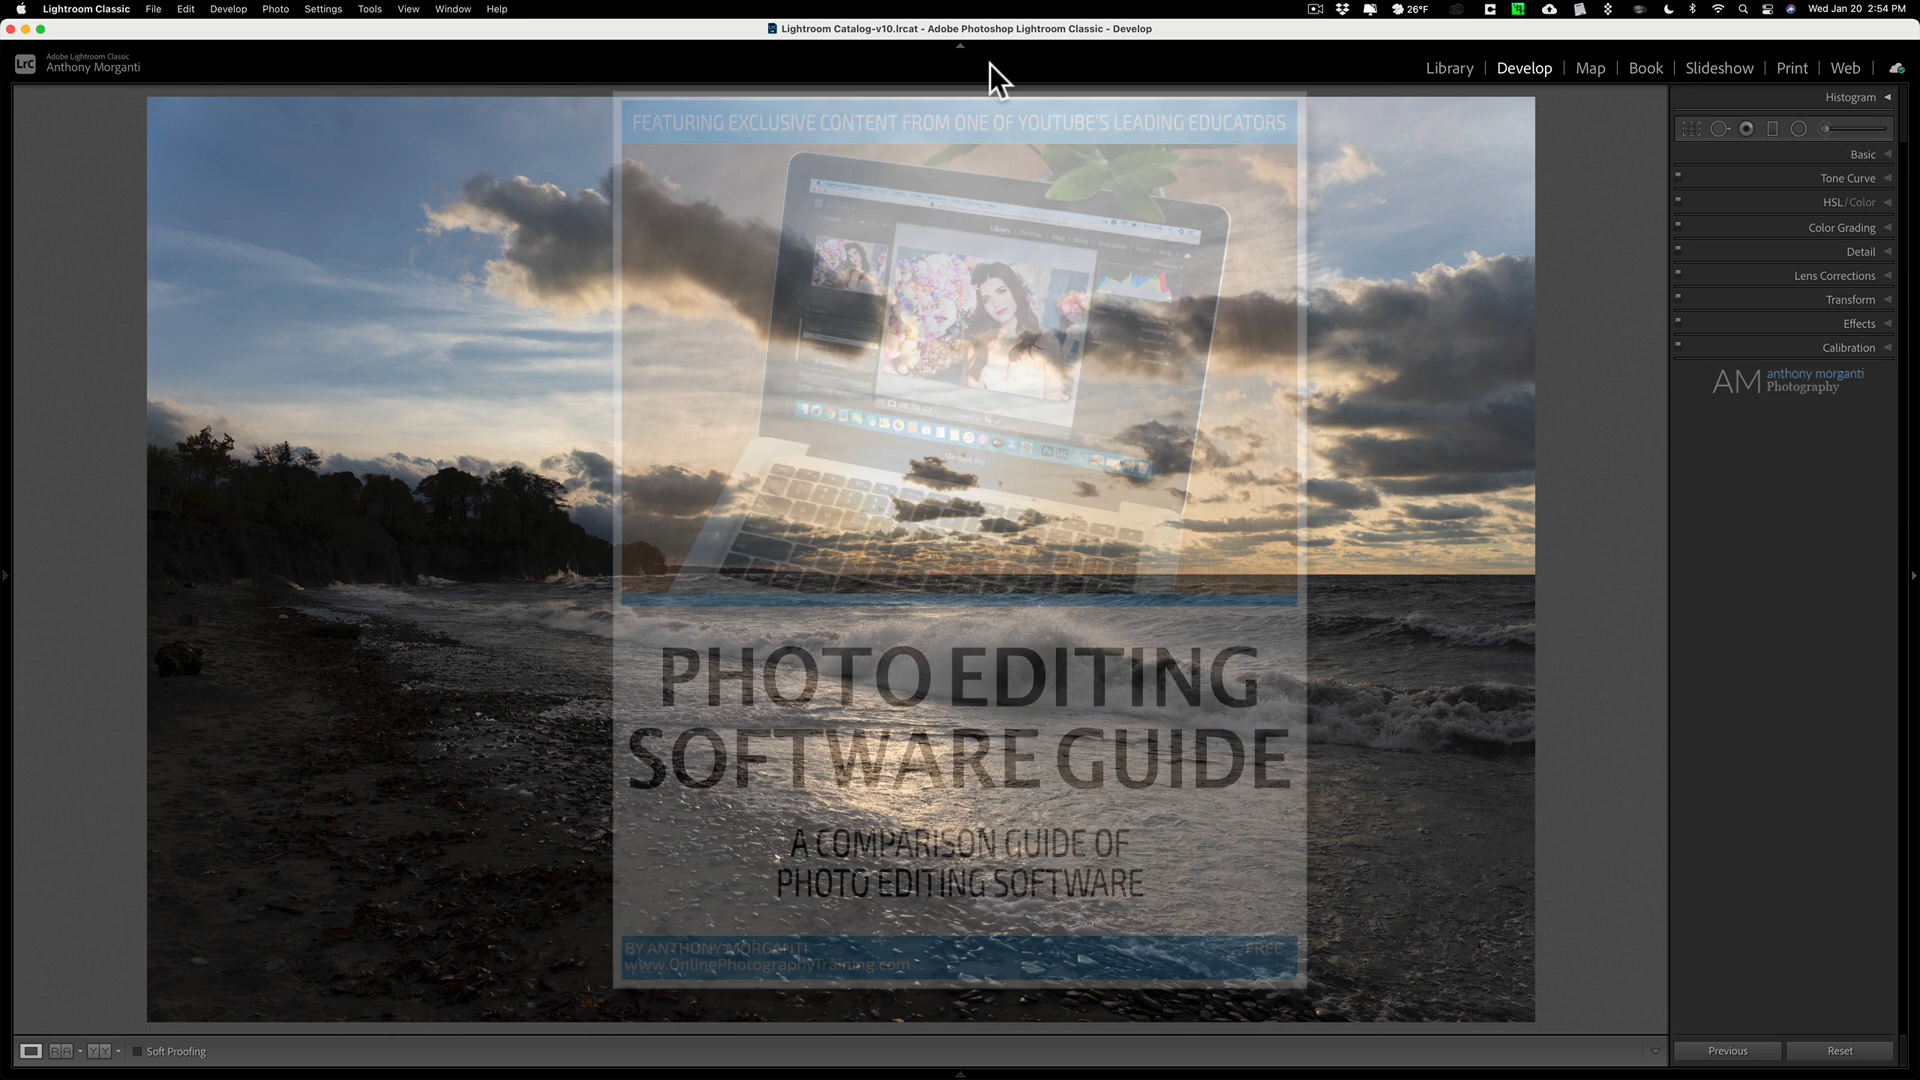 Lightroom Classic File Edit Develop Photo Settings Tools View Window Help
26°F Wed Jan 20 2:54 PM
Lightroom Catalog-v10.lrcat - Adobe Photoshop Lightroom Classic - Develop
LrC
Adobe Lightroom Classic
Anthony Morganti
Library | Develop | Map | Book | Slideshow | Print | Web |
Histogram
Basic
Tone Curve
HSL / Color
Color Grading
Detail
Lens Corrections
Transform
Effects
Calibration
AM anthony morganti
Photography
FEATURING EXCLUSIVE CONTENT FROM ONE OF YOUTUBE'S LEADING EDUCATORS
PHOTO EDITING
SOFTWARE GUIDE
A COMPARISON GUIDE OF
PHOTO EDITING SOFTWARE
BY ANTHONY MORGANTI FREE
www.OnlinePhotographyTraining.com
RA YY Soft Proofing
Previous Reset